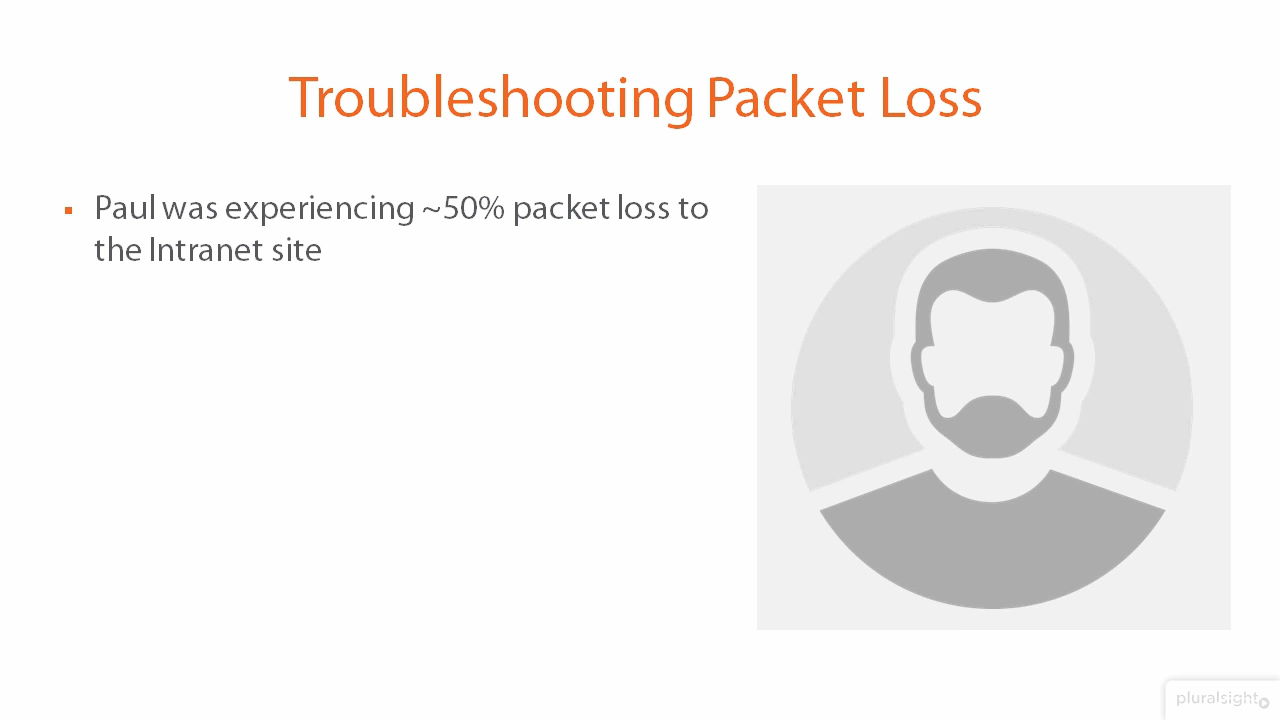 Troubleshooting Packet Loss
▪ Paul was experiencing ~50% packet loss to
the Intranet site
pluralsight